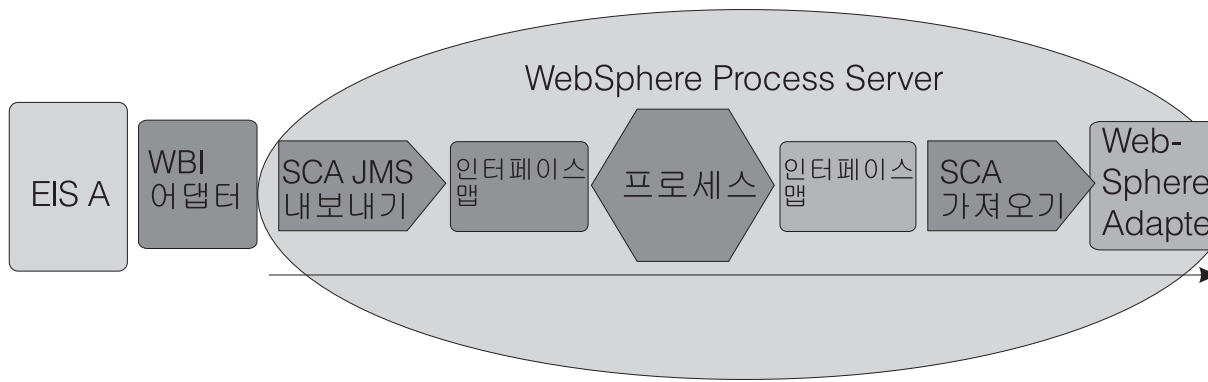 WebSphere Process Server
EIS A
WBI
어댑터
SCA JMS
내보내기
인터페이스
맵
프로세스
인터페이스
맵
SCA
가져오기
Web-
Sphere
Adapte